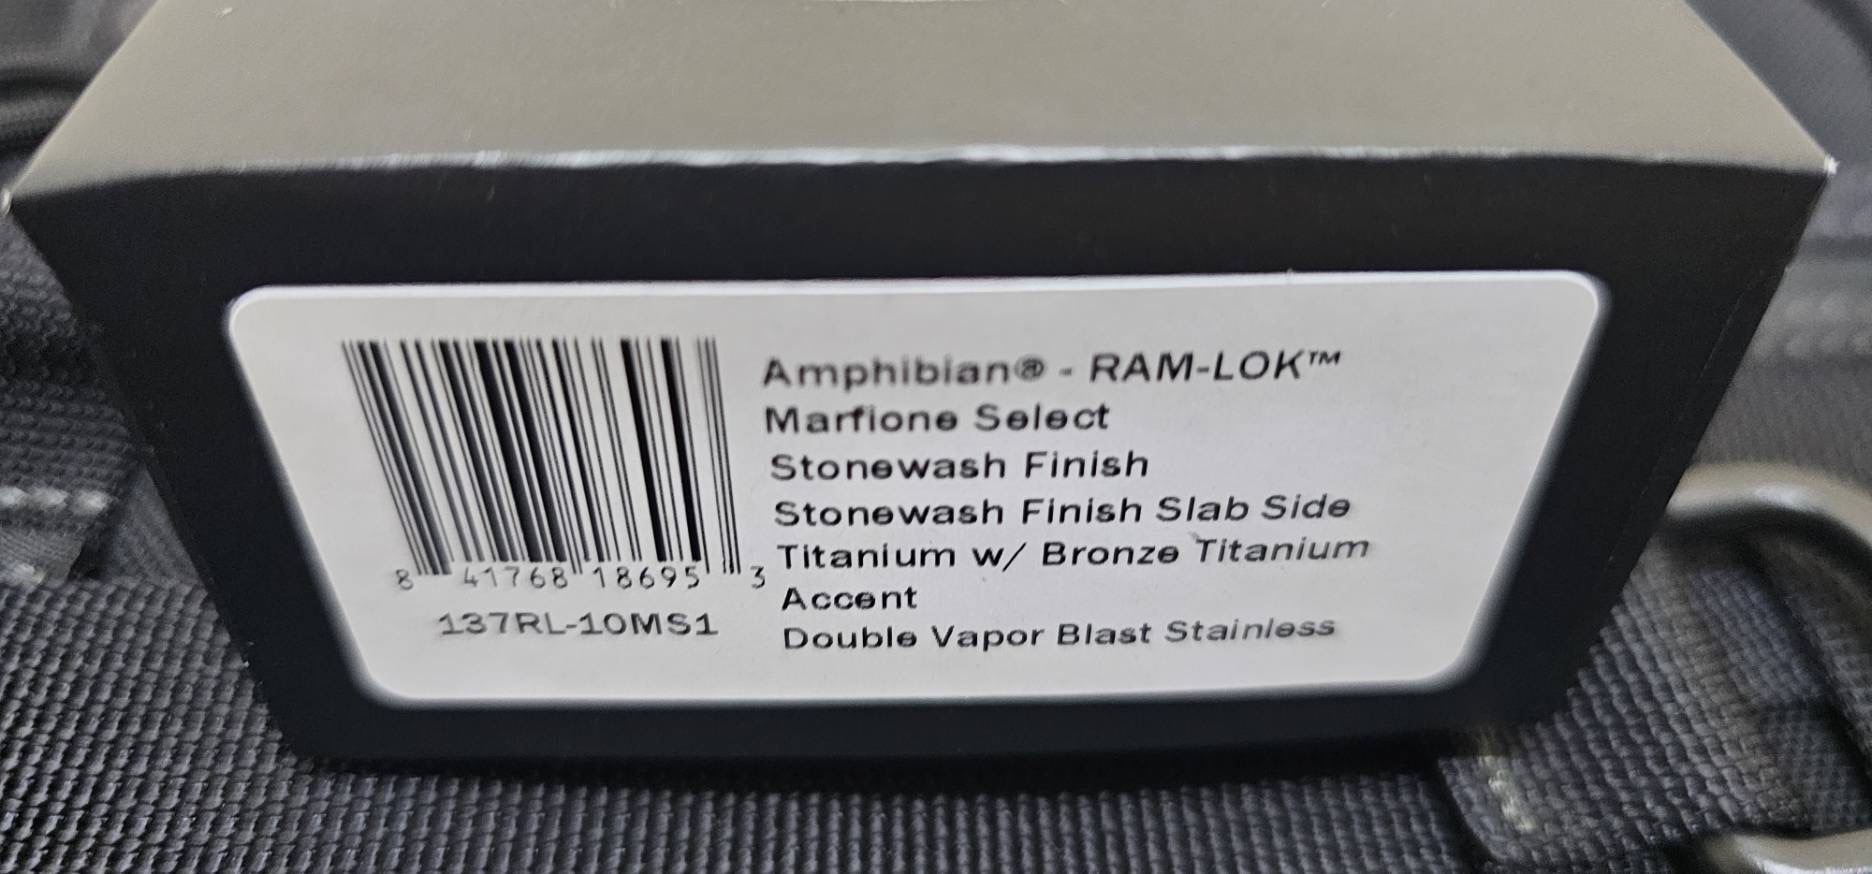 Amphibian® - RAM-LOK™
Marfione Select
Stonewash Finish
Stonewash Finish Slab Side
Titanium w/ Bronze Titanium
Accent
Double Vapor Blast Stainless
8 41768 18695 3
137RL-10MS1